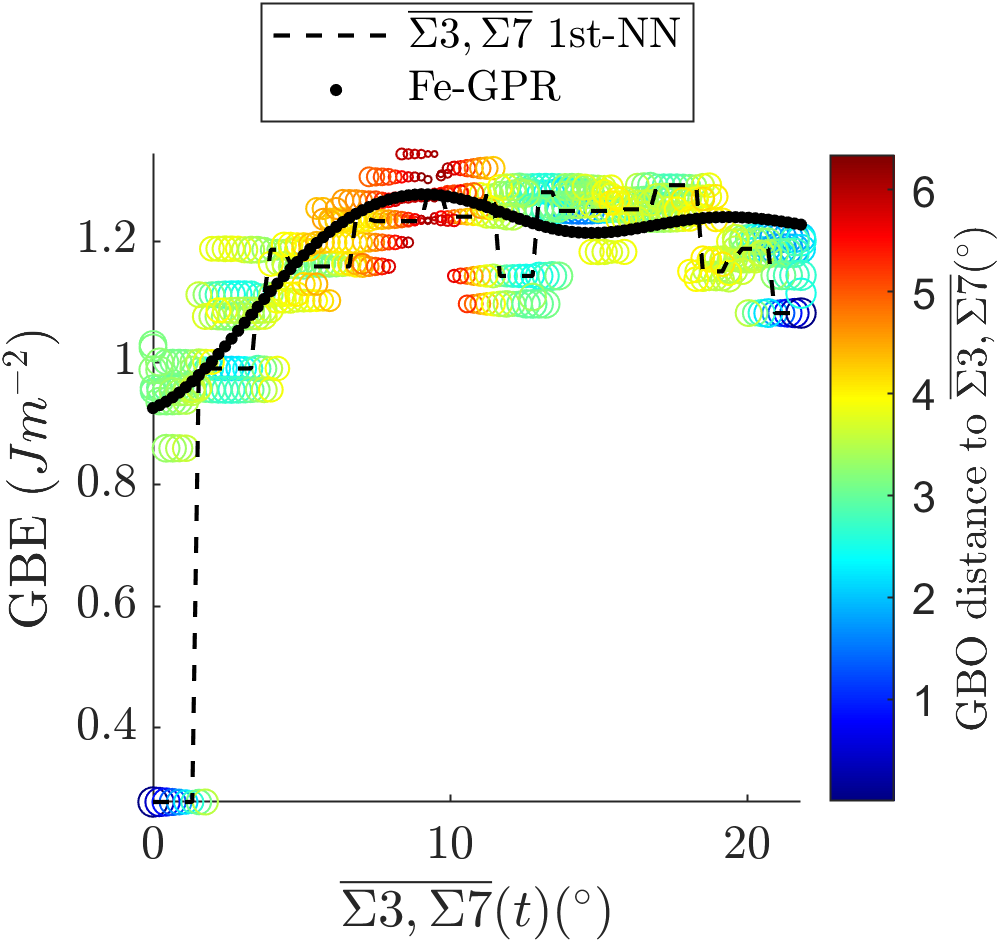 Σ3, Σ7 1st-NN
Fe-GPR
GBE (Jm⁻²)
1.2
1
0.8
0.6
0.4
0
10
20
Σ3, Σ7(t)(°)
6
5
4
3
2
1
GBO distance to Σ3, Σ7(°)